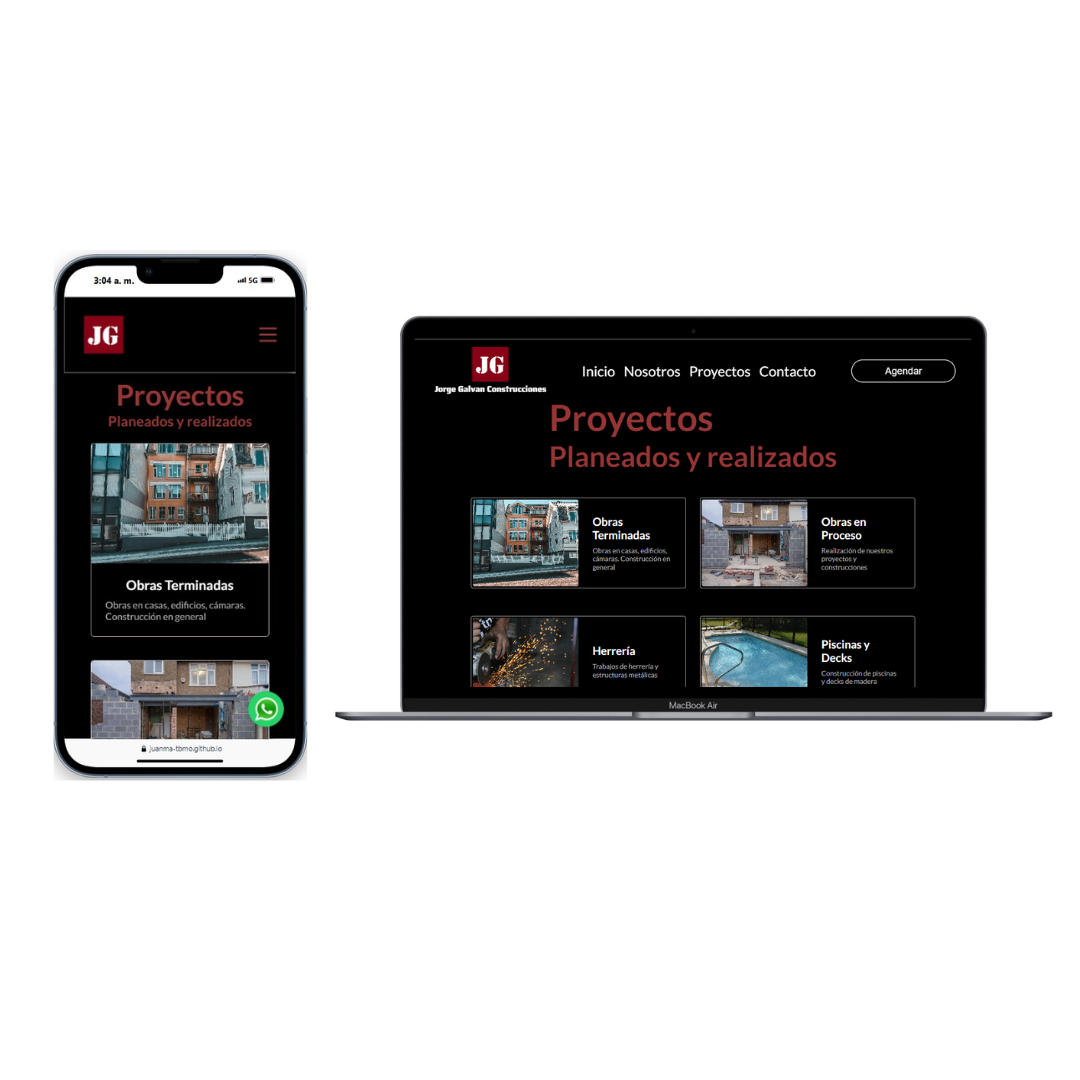 3:04 a. m.
5G
JG
Proyectos
Planeados y realizados
Obras Terminadas
Obras en casas, edificios, cámaras.
Construcción en general
juanma-tbmo.github.io
JG
Jorge Galvan Construcciones
Inicio Nosotros Proyectos Contacto
Agendar
Proyectos
Planeados y realizados
Obras
Terminadas
Obras en casas, edificios,
cámaras. Construcción en
general
Obras en
Proceso
Realización de nuestros
proyectos y
construcciones
Herrería
Trabajos de herrería y
estructuras metálicas
Piscinas y
Decks
Construcción de piscinas
y decks de madera
MacBook Air